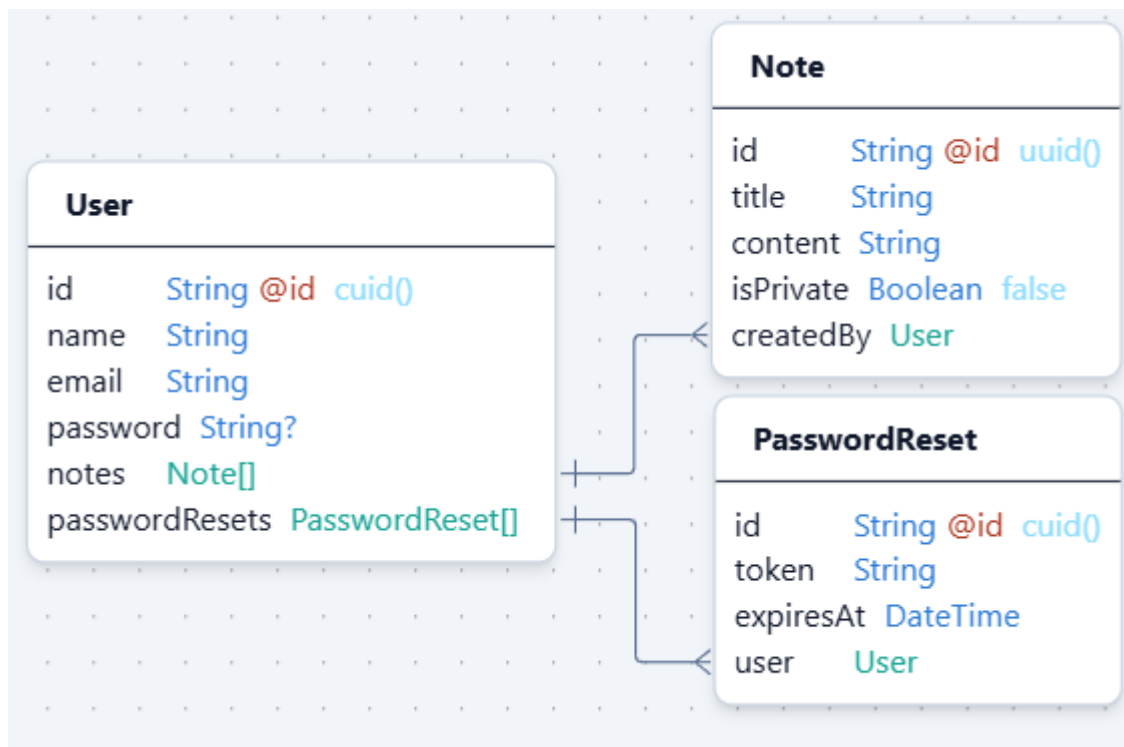 User
id String @id cuid()
name String
email String
password String?
notes Note[]
passwordResets PasswordReset[]
Note
id String @id uuid()
title String
content String
isPrivate Boolean false
createdBy User
PasswordReset
id String @id cuid()
token String
expiresAt DateTime
user User